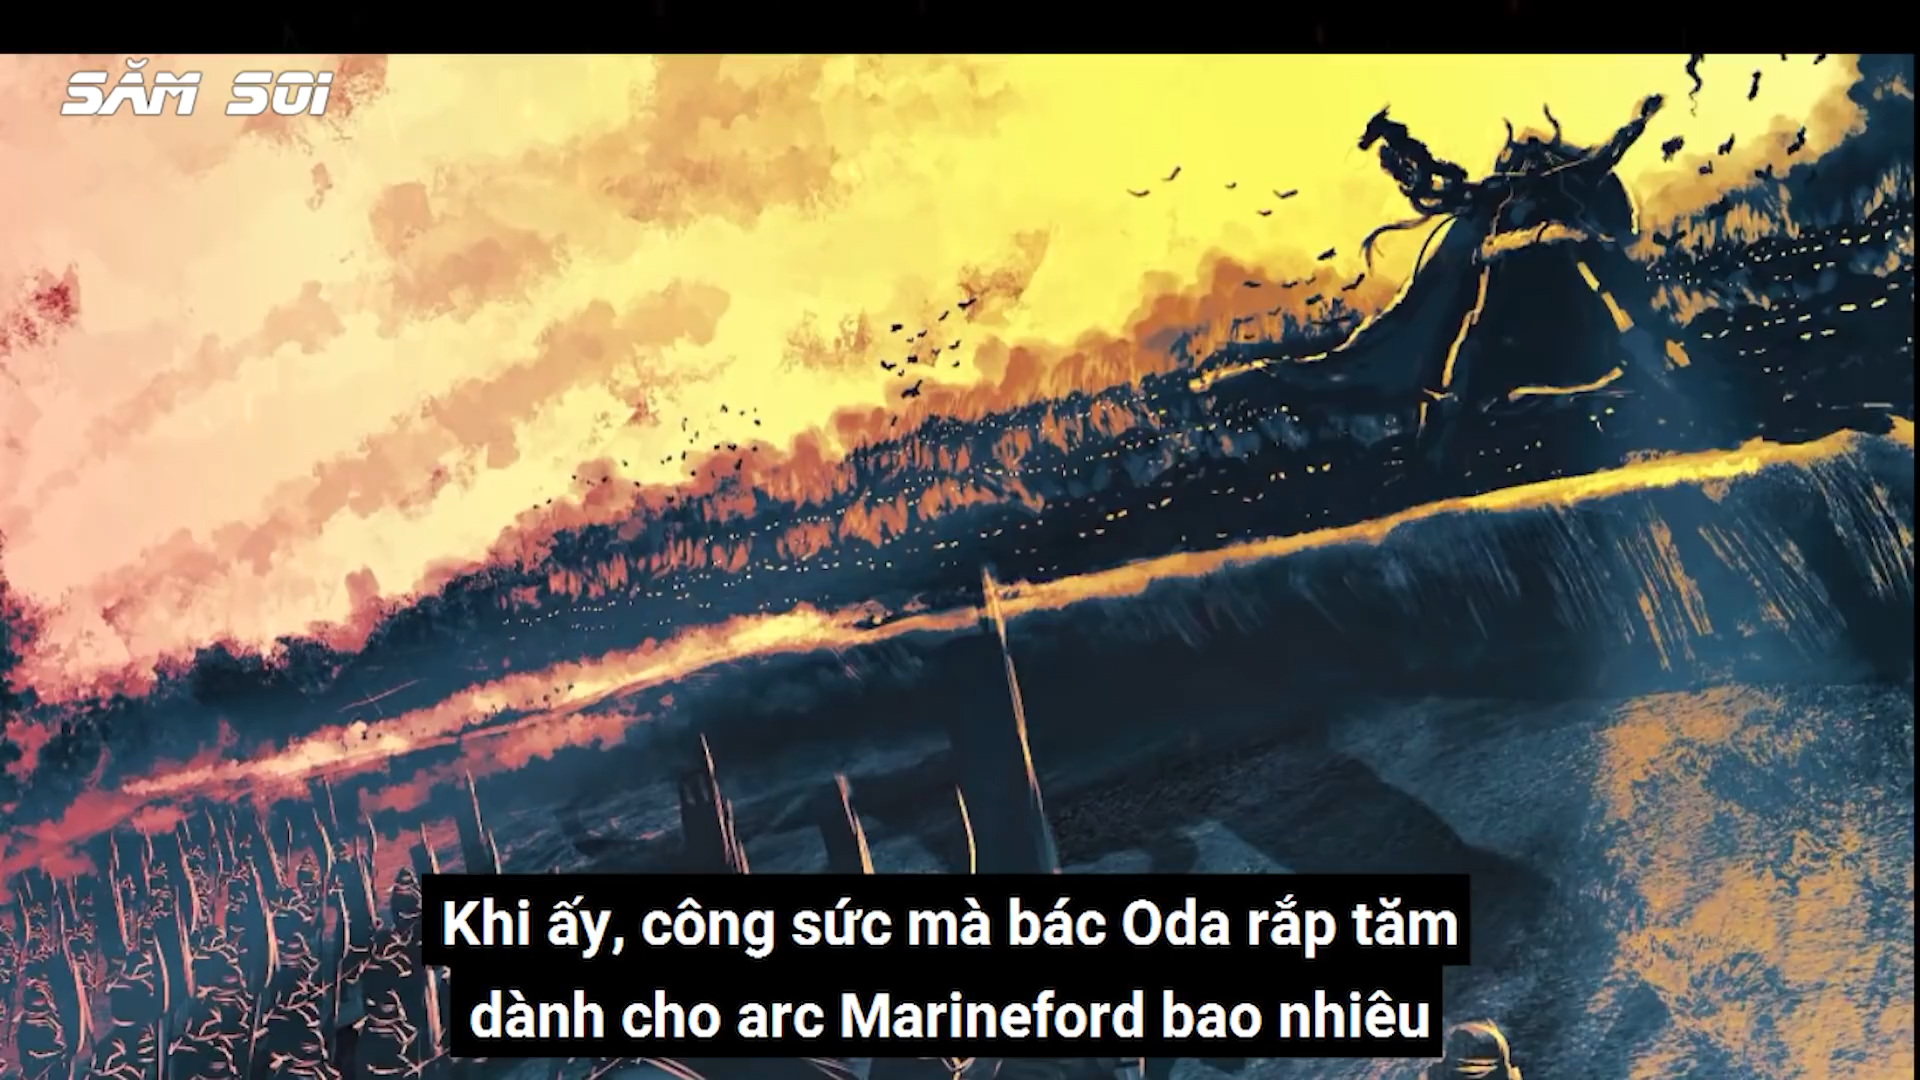 SĂM SOI
Khi ấy, công sức mà bác Oda rắp tăm
dành cho arc Marineford bao nhiêu